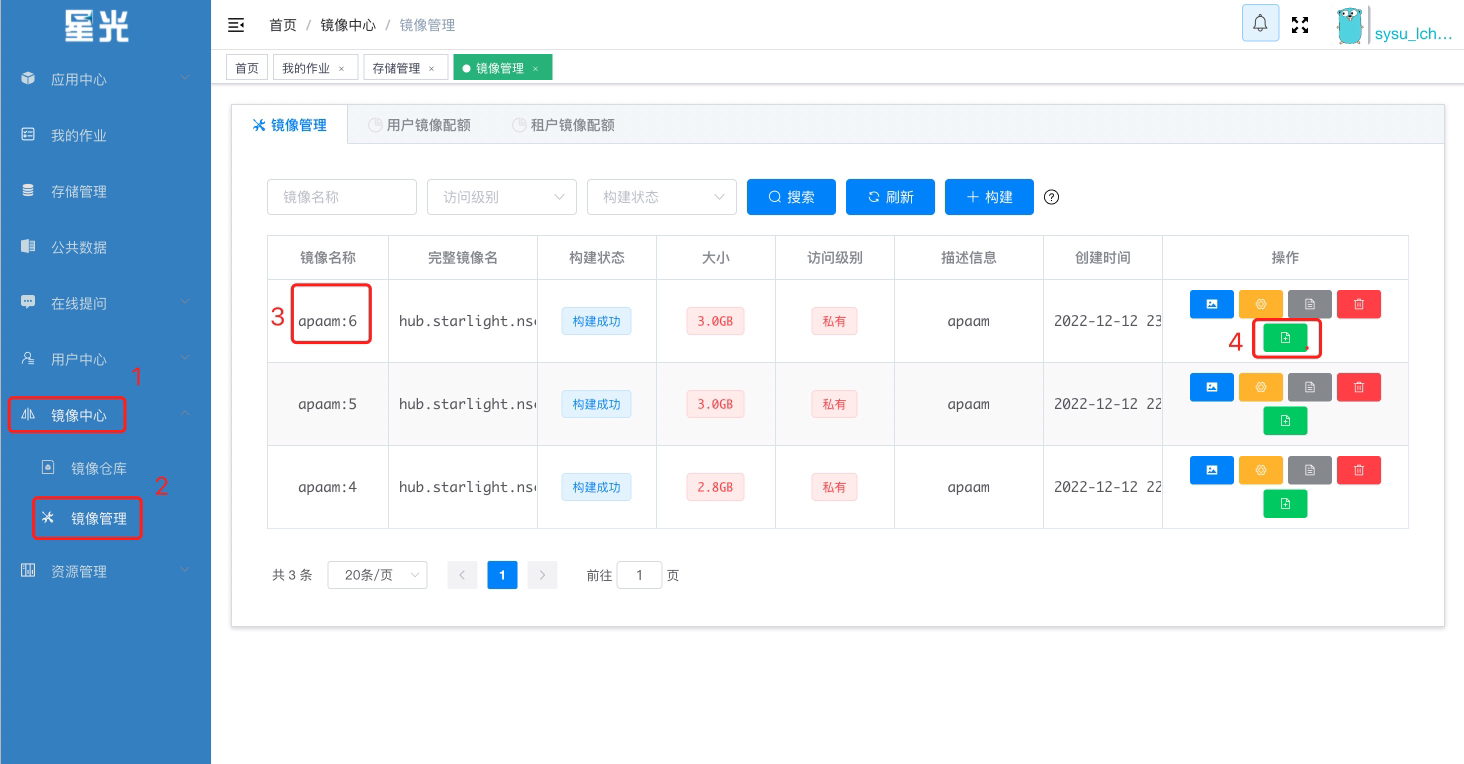 星光
应用中心
我的作业
存储管理
公共数据
在线提问
用户中心
1
镜像中心
镜像仓库
2
镜像管理
资源管理
首页 / 镜像中心 / 镜像管理
sysu_lch...
首页
我的作业 ×
存储管理 ×
镜像管理 ×
镜像管理
用户镜像配额
租户镜像配额
镜像名称
访问级别
构建状态
搜索
刷新
+ 构建
?
镜像名称 完整镜像名 构建状态 大小 访问级别 描述信息 创建时间 操作
3 apaam:6 hub.starlight.nsc 构建成功 3.0GB 私有 apaam 2022-12-12 23
4
apaam:5 hub.starlight.nsc 构建成功 3.0GB 私有 apaam 2022-12-12 22
apaam:4 hub.starlight.nsc 构建成功 2.8GB 私有 apaam 2022-12-12 22
共 3 条 20条/页 < 1 > 前往 1 页